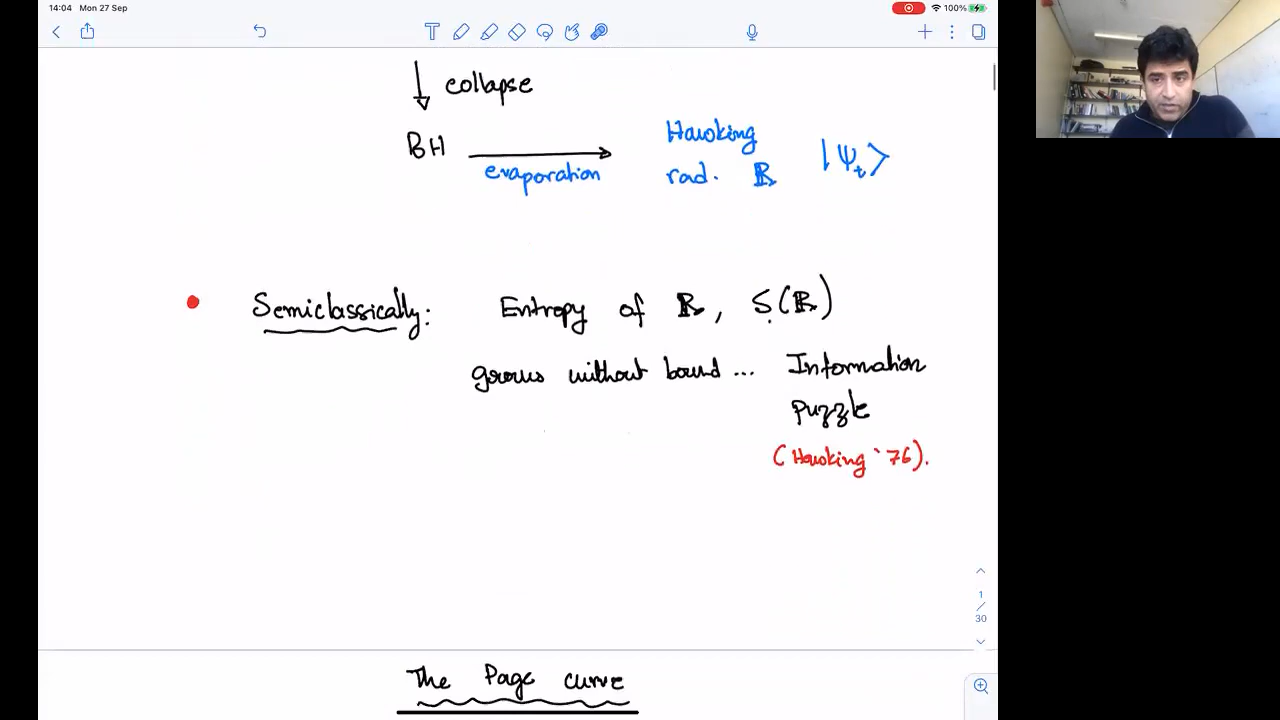 14:04 Mon 27 Sep
100%
collapse
BH
evaporation
Hawking
rad. R
|Ψt>
Semiclassically: Entropy of R, S(R)
grows without bound... Information
puzzle
(Hawking '76).
1
/
30
The Page curve